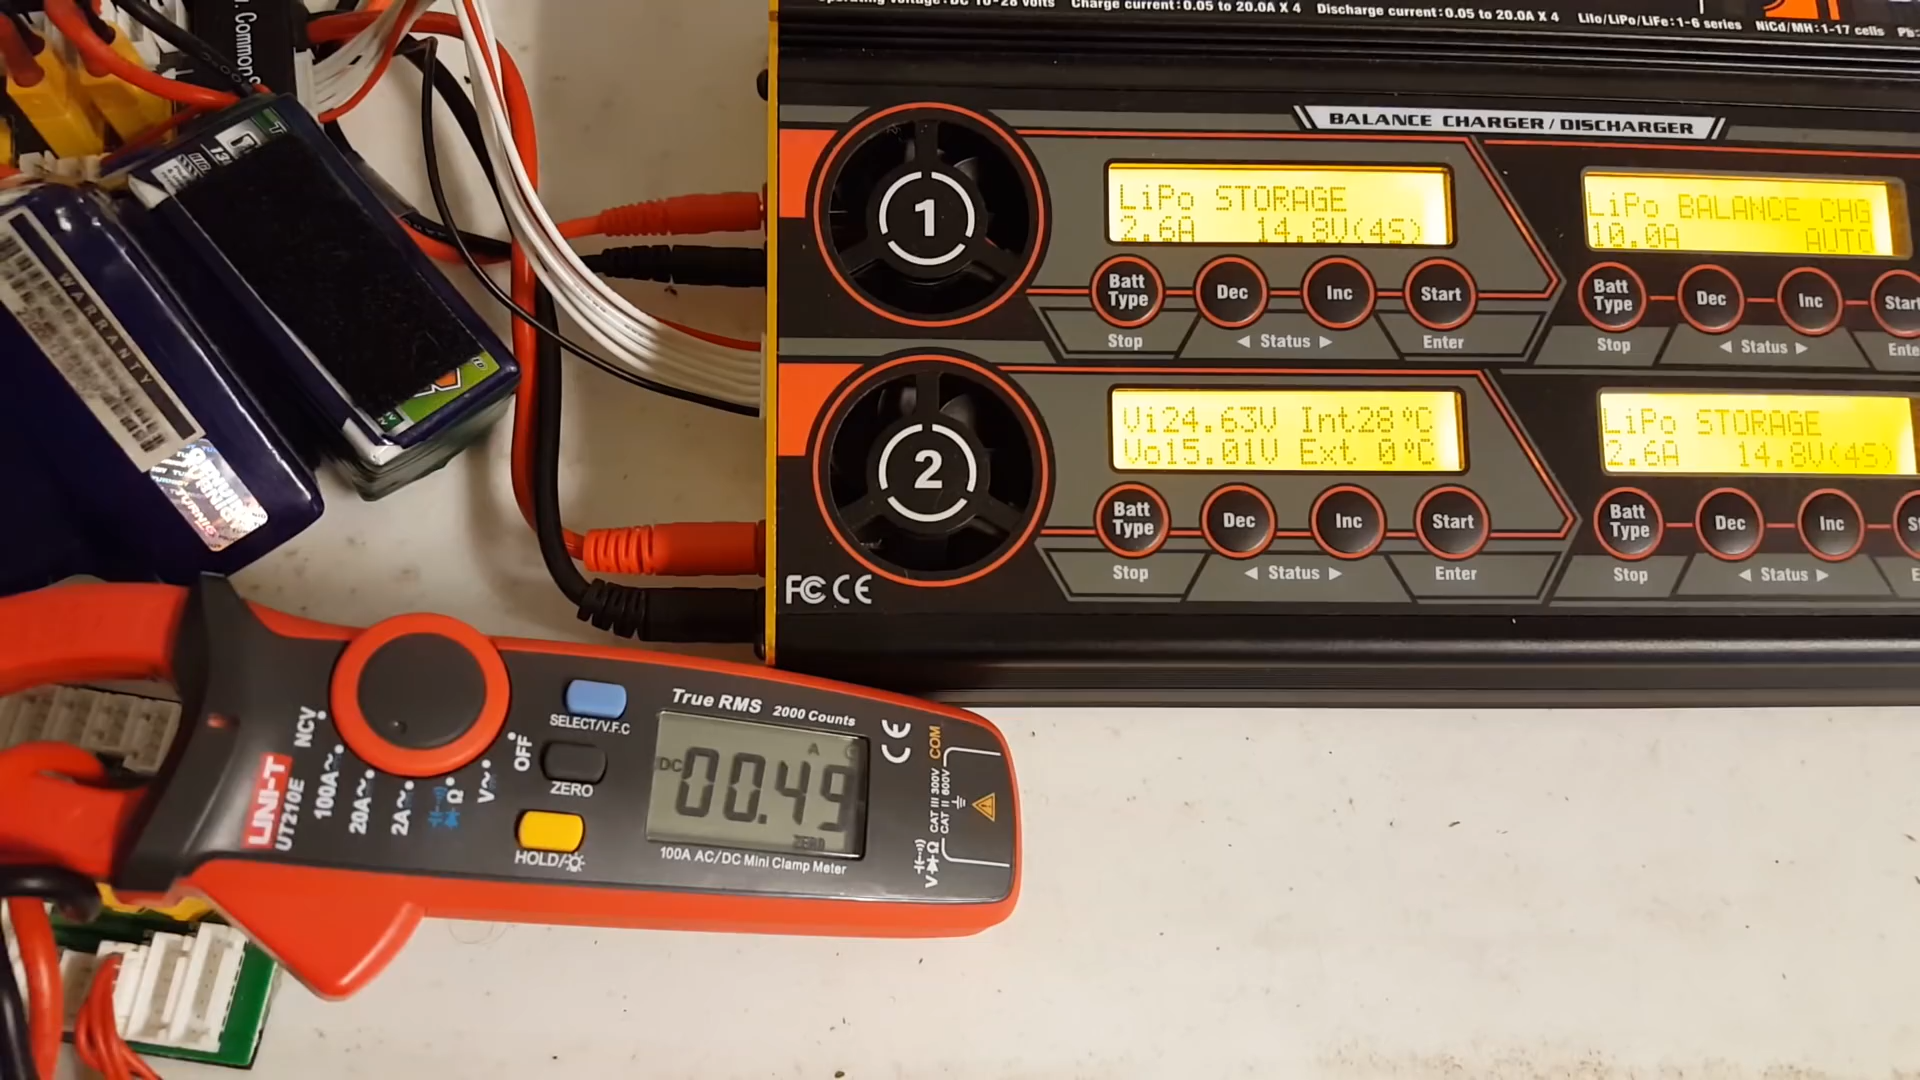 Charge current:0.05 to 20.0A X 4 Discharge current:0.05 to 20.0A X 4 LiIo/LiPo/LiFe:1-6 series NiCd/MH:1-17 cells
BALANCE CHARGER/DISCHARGER
1
LiPo STORAGE
2.6A 14.8V(4S)
Batt Type
Dec
Inc
Start
Stop
◄ Status ►
Enter
LiPo BALANCE CHG
10.0A AUTO
Batt Type
Dec
Inc
Start
Stop
◄ Status ►
2
Vi24.63V Int28°C
Vo15.01V Ext 0°C
Batt Type
Dec
Inc
Start
Stop
◄ Status ►
Enter
LiPo STORAGE
2.6A 14.8V(4S)
Batt Type
Dec
Inc
Stop
◄ Status ►
FC CE
WARRANTY
True RMS 2000 Counts
SELECT/V.F.C
OFF
ZERO
HOLD/
DC 00.49 A
ZERO
100A AC/DC Mini Clamp Meter
UNI-T
UT210E
NCV
100A~
20A~
2A~
Ω
V~
CE
COM
CAT III 300V
CAT II 600V
VΩ